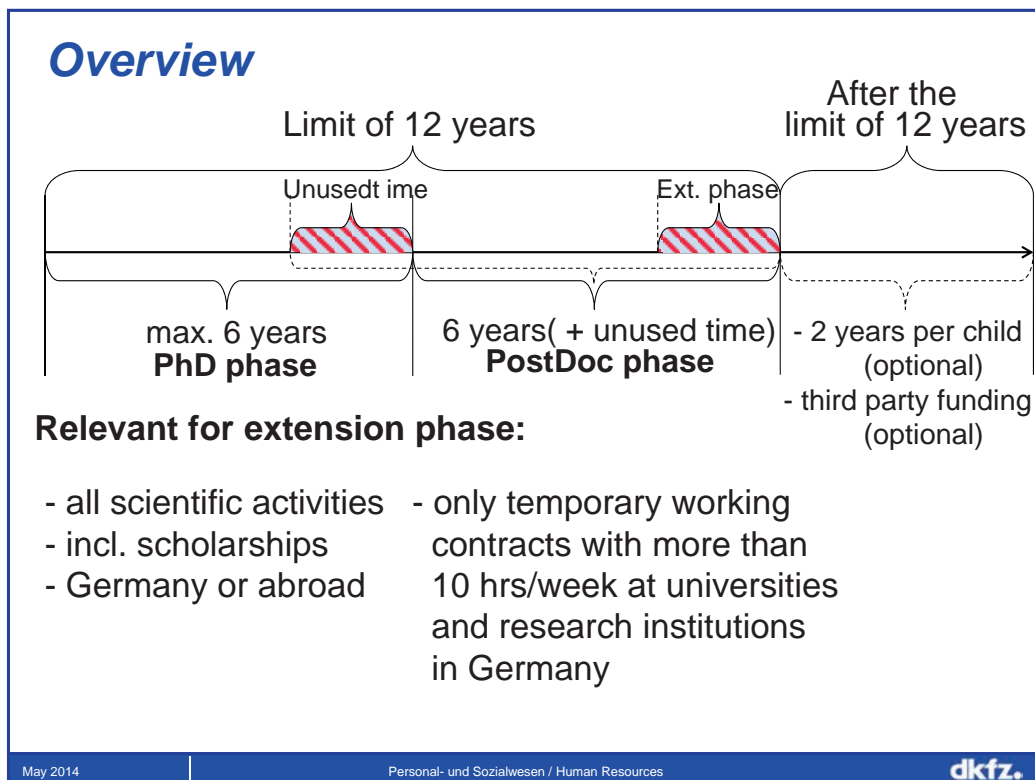 Overview
Limit of 12 years
After the
limit of 12 years
Unusedt ime
Ext. phase
max. 6 years
PhD phase
6 years( + unused time)
PostDoc phase
- 2 years per child
(optional)
- third party funding
(optional)
Relevant for extension phase:
- all scientific activities
- incl. scholarships
- Germany or abroad
- only temporary working
contracts with more than
10 hrs/week at universities
and research institutions
in Germany
May 2014
Personal- und Sozialwesen / Human Resources
dkfz.